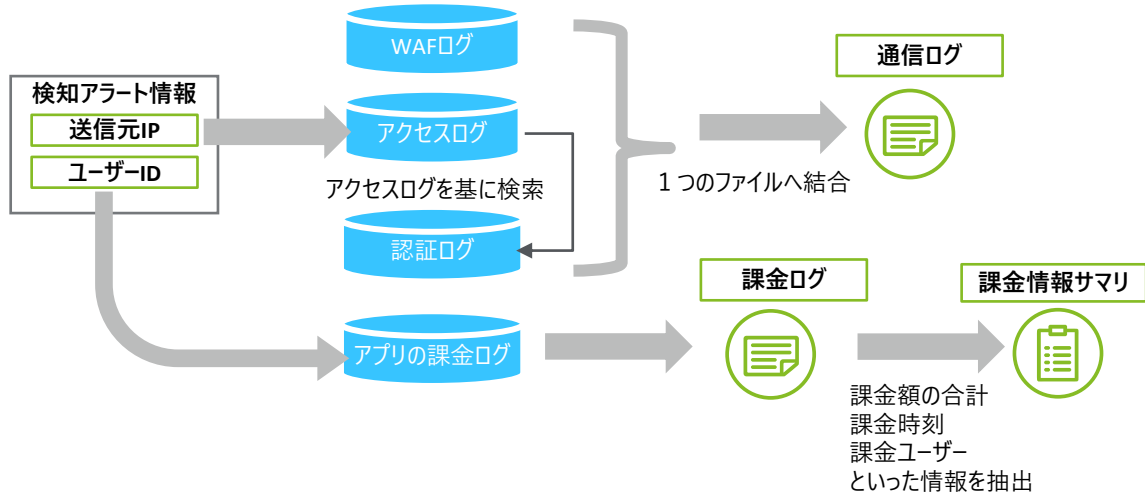 WAFログ
通信ログ
検知アラート情報
送信元IP
アクセスログ
ユーザーID
アクセスログを基に検索
１つのファイルへ結合
認証ログ
課金ログ
課金情報サマリ
アプリの課金ログ
課金額の合計
課金時刻
課金ユーザー
といった情報を抽出